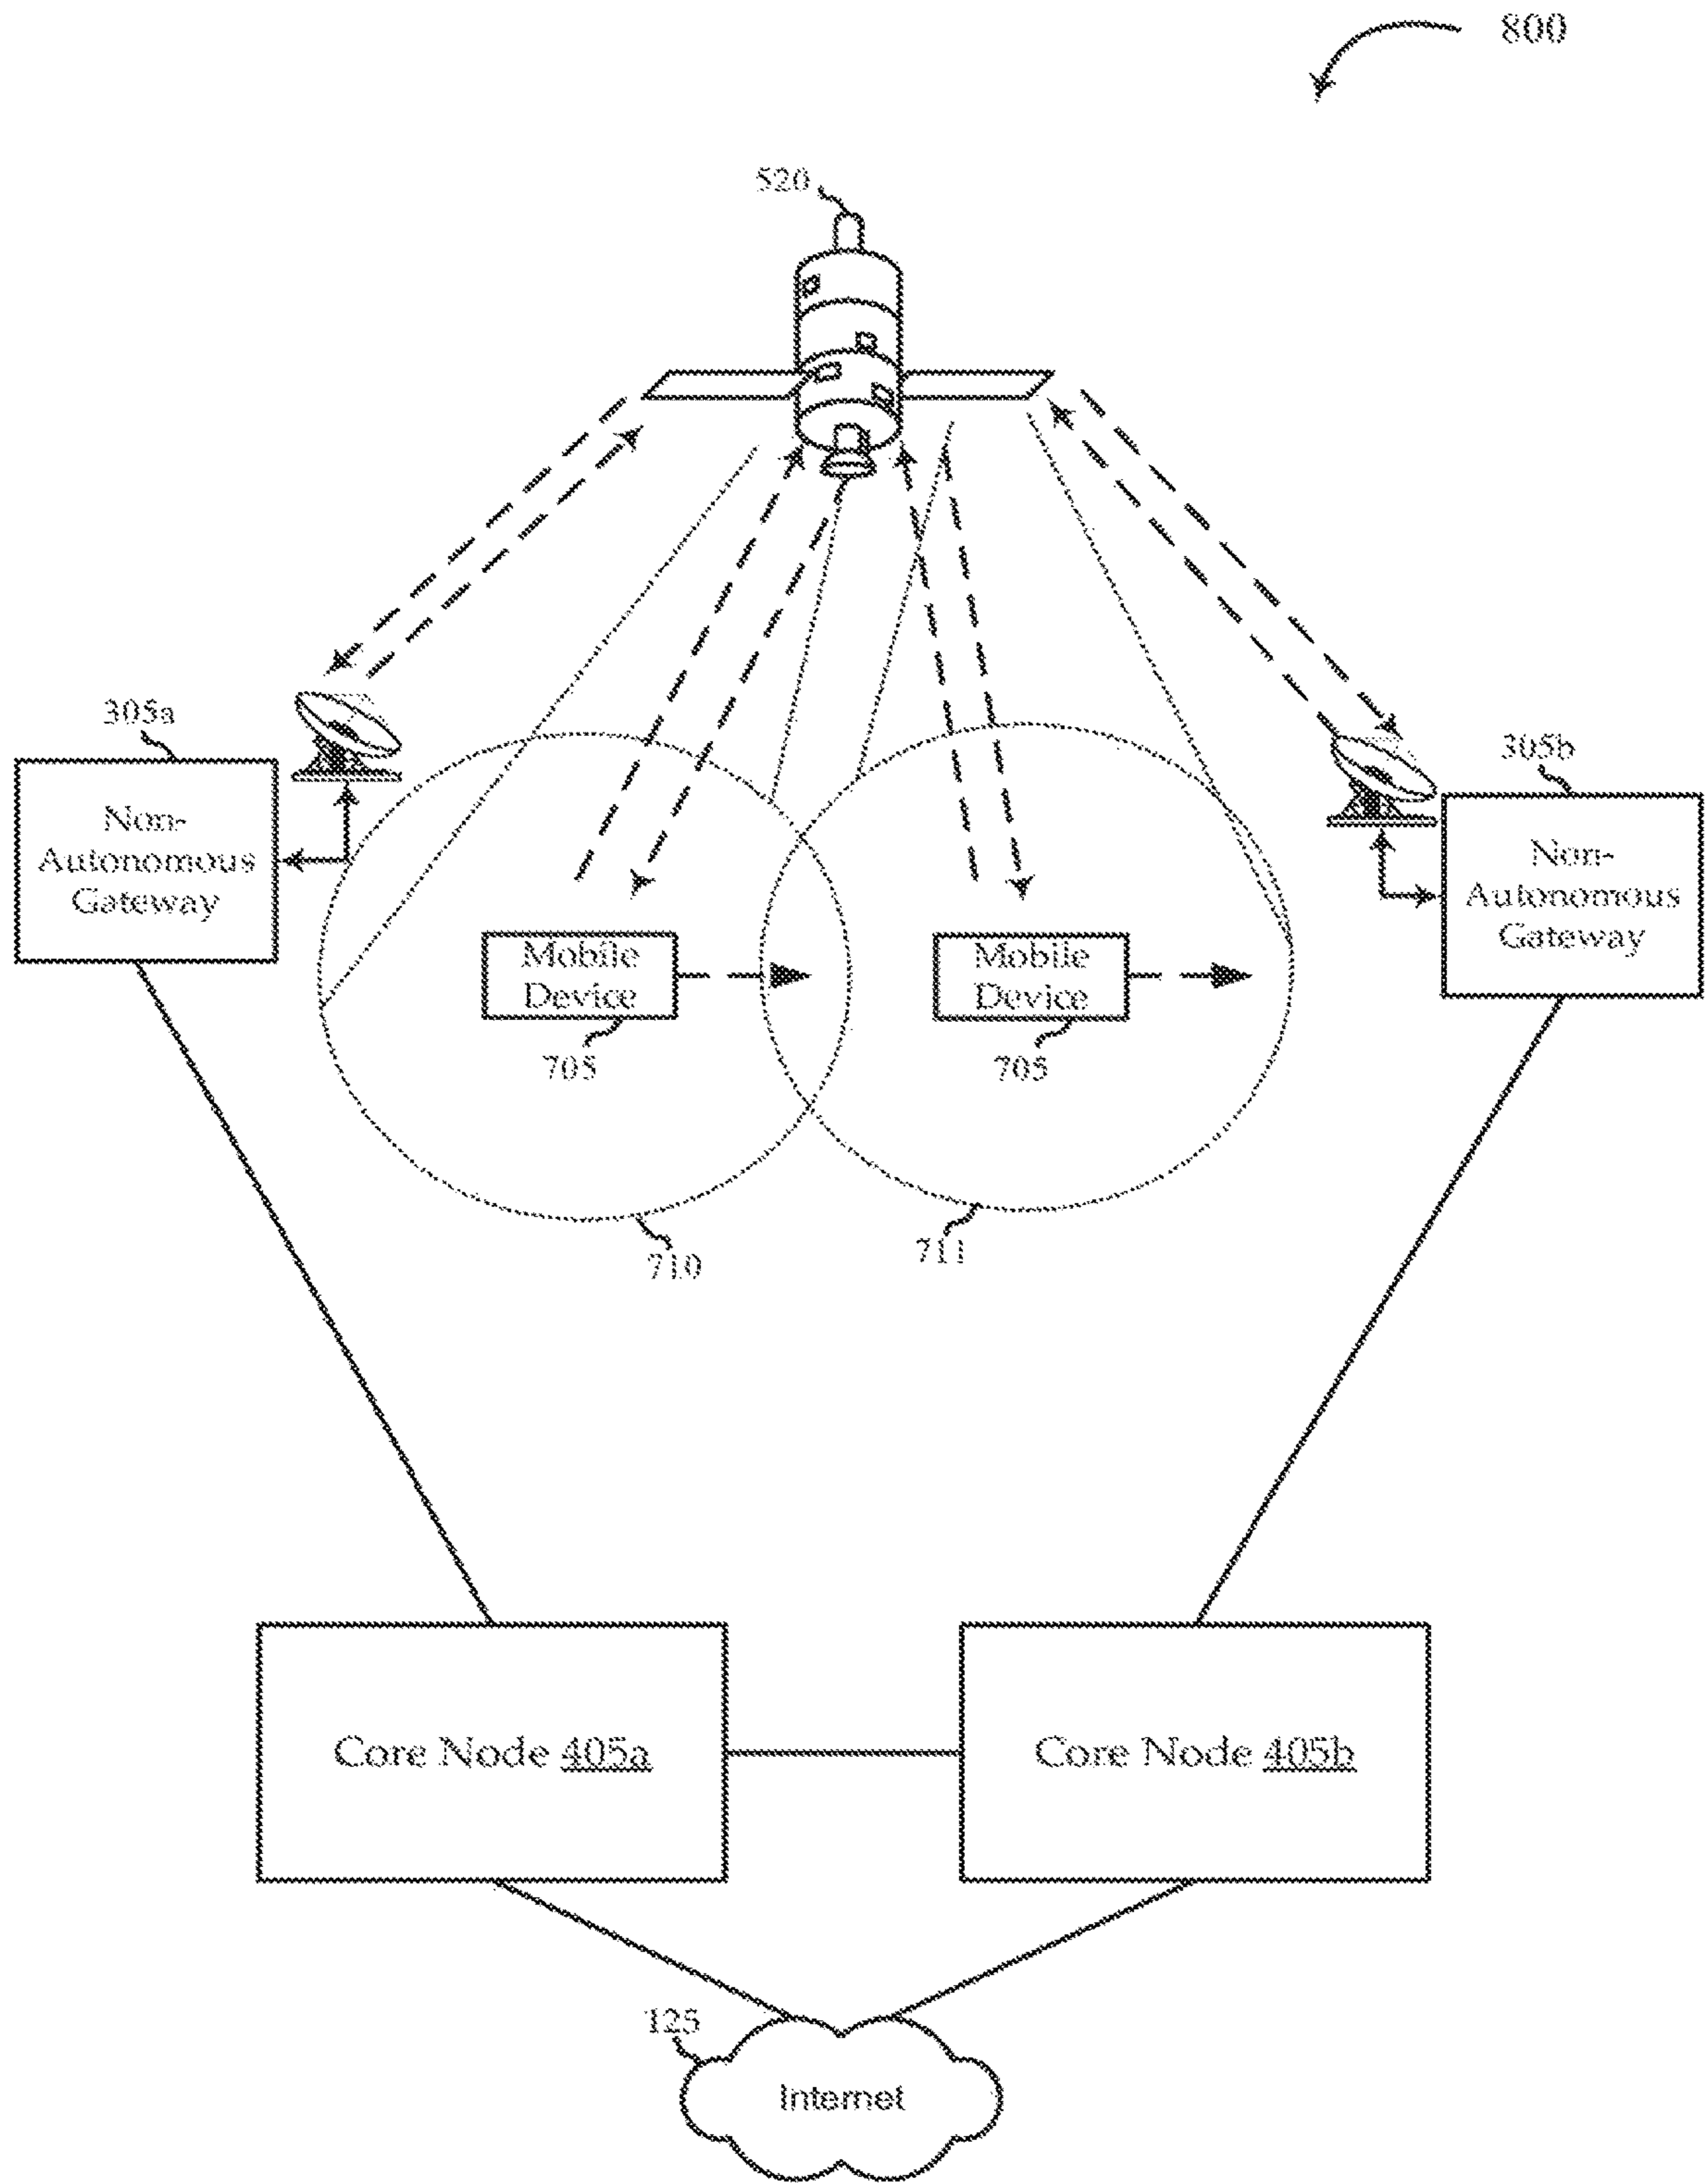 800
520
305a
Non-
Autonomous
Gateway
305b
Non-
Autonomous
Gateway
Mobile
Device
705
Mobile
Device
705
710
711
Core Node 405a
Core Node 405b
125
Internet